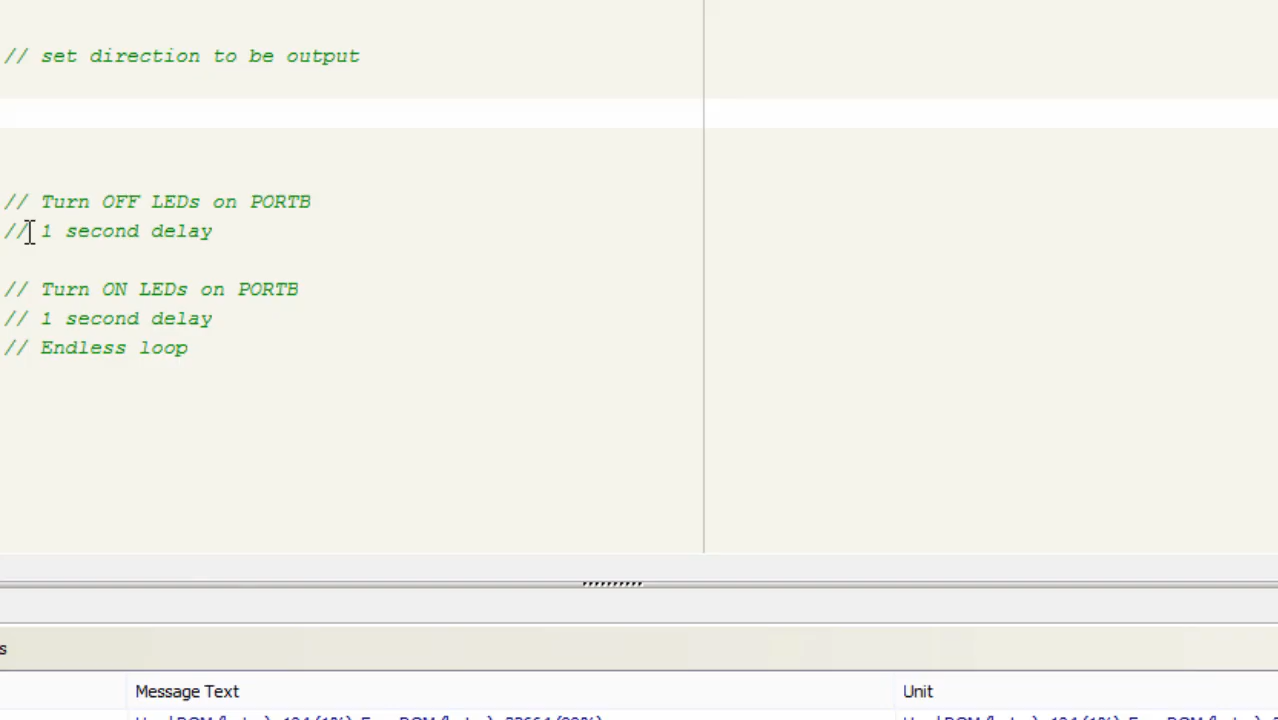 // set direction to be output
// Turn OFF LEDs on PORTB
// 1 second delay
// Turn ON LEDs on PORTB
// 1 second delay
// Endless loop
s
Message Text Unit